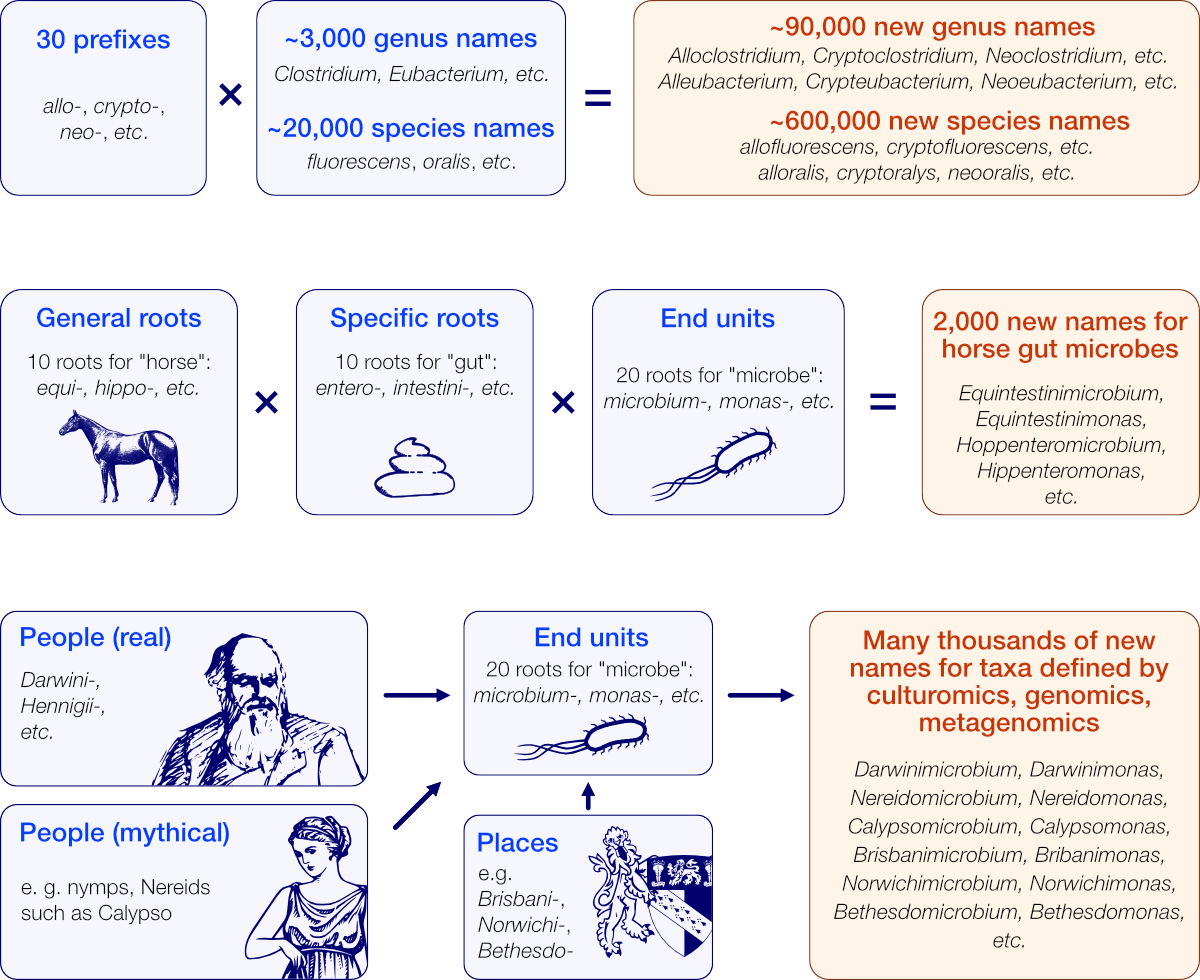 30 prefixes
allo-, crypto-,
neo-, etc.
×
~3,000 genus names
Clostridium, Eubacterium, etc.
~20,000 species names
fluorescens, oralis, etc.
=
~90,000 new genus names
Alloclostridium, Cryptoclostridium, Neoclostridium, etc.
Alleubacterium, Crypteubacterium, Neoeubacterium, etc.
~600,000 new species names
allofluorescens, cryptofluorescens, etc.
alloralis, cryptoralys, neooralis, etc.
General roots
10 roots for "horse":
equi-, hippo-, etc.
×
Specific roots
10 roots for "gut":
entero-, intestini-, etc.
×
End units
20 roots for "microbe":
microbium-, monas-, etc.
=
2,000 new names for
horse gut microbes
Equintestinimicrobium,
Equintestinimonas,
Hoppenteromicrobium,
Hippenteromonas,
etc.
People (real)
Darwini-,
Hennigii-,
etc.
People (mythical)
e. g. nymps, Nereids
such as Calypso
End units
20 roots for "microbe":
microbium-, monas-, etc.
Places
e.g.
Brisbani-,
Norwichi-,
Bethesdo-
Many thousands of new
names for taxa defined by
culturomics, genomics,
metagenomics
Darwinimicrobium, Darwinimonas,
Nereidomicrobium, Nereidomonas,
Calypsomicrobium, Calypsomonas,
Brisbanimicrobium, Bribanimonas,
Norwichimicrobium, Norwichimonas,
Bethesdomicrobium, Bethesdomonas,
etc.